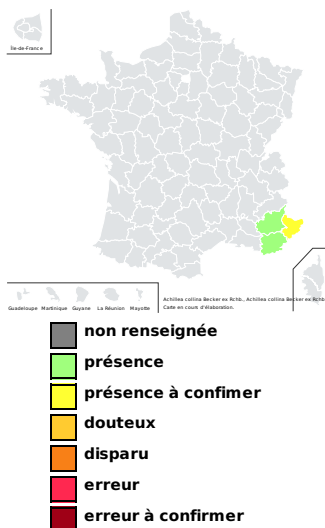 Île-de-France
Guadeloupe Martinique Guyane La Réunion Mayotte
Achillea collina Becker ex Rchb., Achillea collina Becker ex Rchb
Carte en cours d'élaboration.
non renseignée
présence
présence à confimer
douteux
disparu
erreur
erreur à confirmer